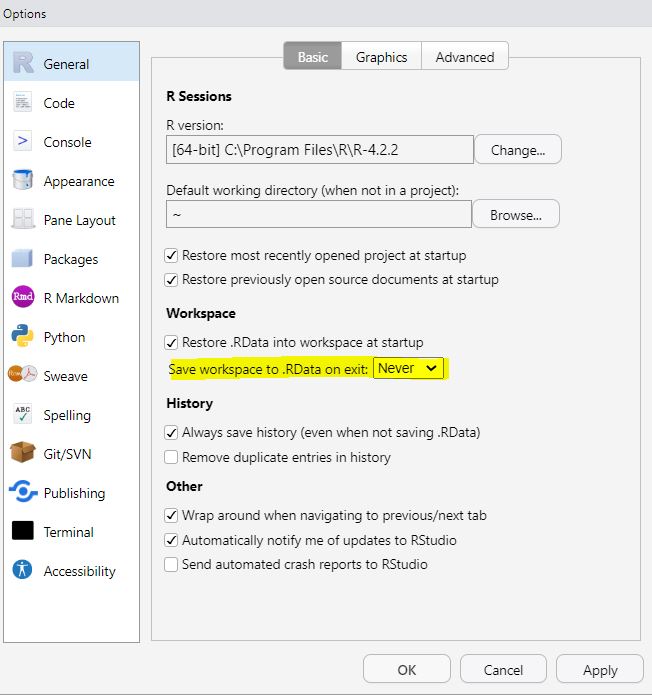 Options
General
Code
Console
Appearance
Pane Layout
Packages
R Markdown
Python
Sweave
Spelling
Git/SVN
Publishing
Terminal
Accessibility
Basic Graphics Advanced
R Sessions
R version:
[64-bit] C:\Program Files\R\R-4.2.2 Change...
Default working directory (when not in a project):
~ Browse...
Restore most recently opened project at startup
Restore previously open source documents at startup
Workspace
Restore .RData into workspace at startup
Save workspace to .RData on exit: Never
History
Always save history (even when not saving .RData)
Remove duplicate entries in history
Other
Wrap around when navigating to previous/next tab
Automatically notify me of updates to RStudio
Send automated crash reports to RStudio
OK Cancel Apply